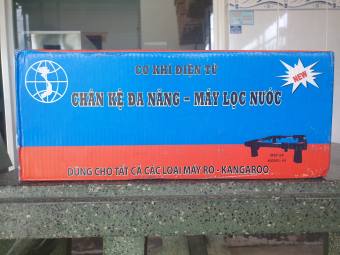 CƠ KHÍ ĐIỆN TỬ
NEW
CHÂN KỆ ĐA NĂNG - MÁY LỌC NƯỚC
DÙNG CHO TẤT CẢ CÁC LOẠI MÁY RO - KANGAROO